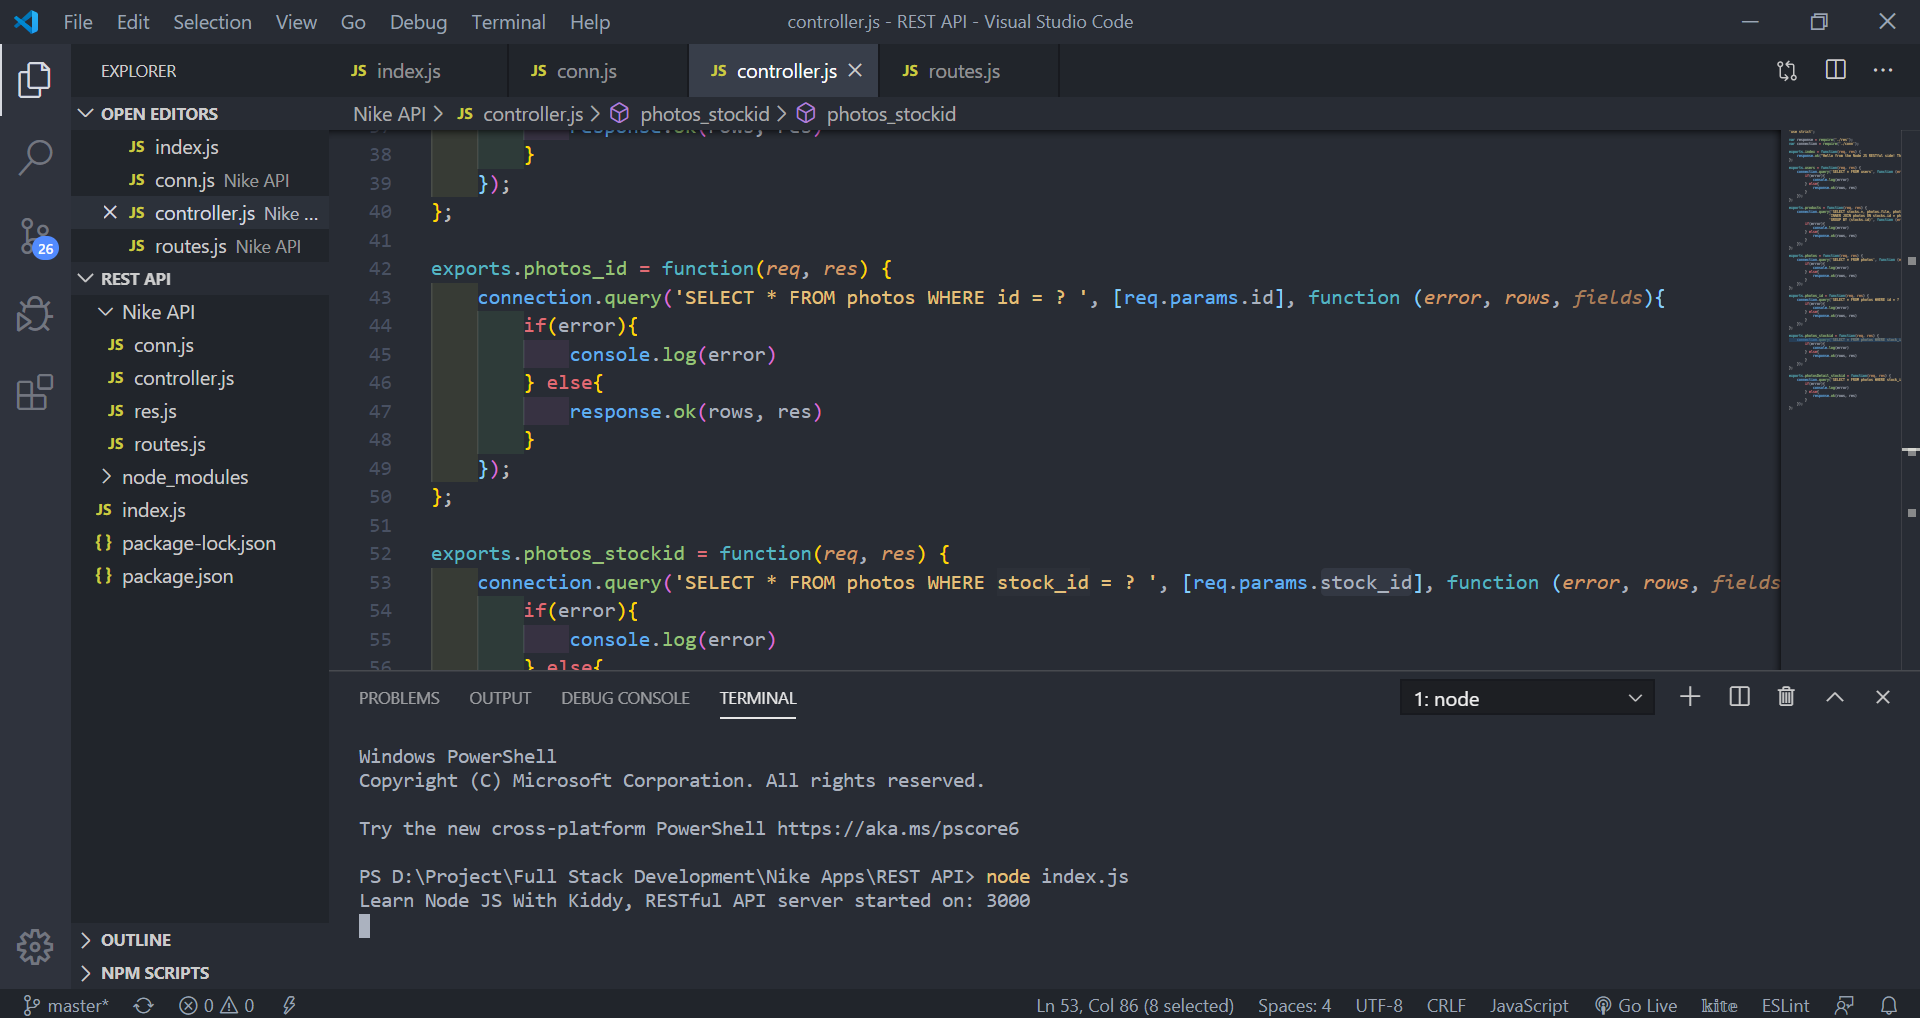 File Edit Selection View Go Debug Terminal Help
controller.js - REST API - Visual Studio Code
EXPLORER
JS index.js
JS conn.js
JS controller.js
JS routes.js
OPEN EDITORS
JS index.js
JS conn.js Nike API
JS controller.js Nike ...
JS routes.js Nike API
26
REST API
Nike API
JS conn.js
JS controller.js
JS res.js
JS routes.js
node_modules
JS index.js
{} package-lock.json
{} package.json
OUTLINE
NPM SCRIPTS
Nike API > JS controller.js > photos_stockid > photos_stockid
37 response.ok(rows, res)
38 }
39 });
40 };
41
42 exports.photos_id = function(req, res) {
43 connection.query('SELECT * FROM photos WHERE id = ? ', [req.params.id], function (error, rows, fields){
44 if(error){
45 console.log(error)
46 } else{
47 response.ok(rows, res)
48 }
49 });
50 };
51
52 exports.photos_stockid = function(req, res) {
53 connection.query('SELECT * FROM photos WHERE stock_id = ? ', [req.params.stock_id], function (error, rows, fields
54 if(error){
55 console.log(error)
56 } else{
PROBLEMS OUTPUT DEBUG CONSOLE TERMINAL
1: node
Windows PowerShell
Copyright (C) Microsoft Corporation. All rights reserved.
Try the new cross-platform PowerShell https://aka.ms/pscore6
PS D:\Project\Full Stack Development\Nike Apps\REST API> node index.js
Learn Node JS With Kiddy, RESTful API server started on: 3000
master* 0 0
Ln 53, Col 86 (8 selected) Spaces: 4 UTF-8 CRLF JavaScript Go Live kite ESLint